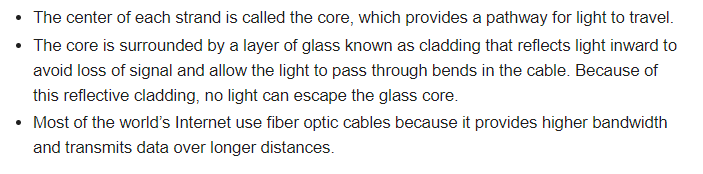 • The center of each strand is called the core, which provides a pathway for light to travel.
• The core is surrounded by a layer of glass known as cladding that reflects light inward to
avoid loss of signal and allow the light to pass through bends in the cable. Because of
this reflective cladding, no light can escape the glass core.
• Most of the world's Internet use fiber optic cables because it provides higher bandwidth
and transmits data over longer distances.